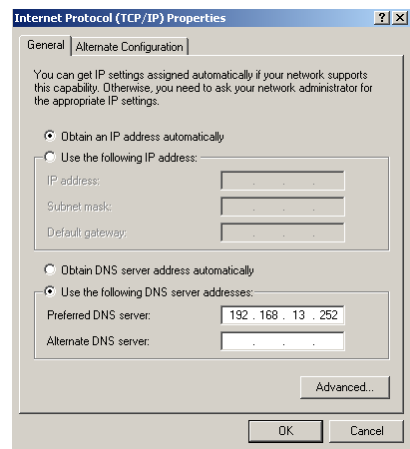 Internet Protocol (TCP/IP) Properties
General Alternate Configuration
You can get IP settings assigned automatically if your network supports
this capability. Otherwise, you need to ask your network administrator for
the appropriate IP settings.
Obtain an IP address automatically
Use the following IP address:
IP address:
Subnet mask:
Default gateway:
Obtain DNS server address automatically
Use the following DNS server addresses:
Preferred DNS server: 192 . 168 . 13 . 252
Alternate DNS server:
Advanced...
OK Cancel